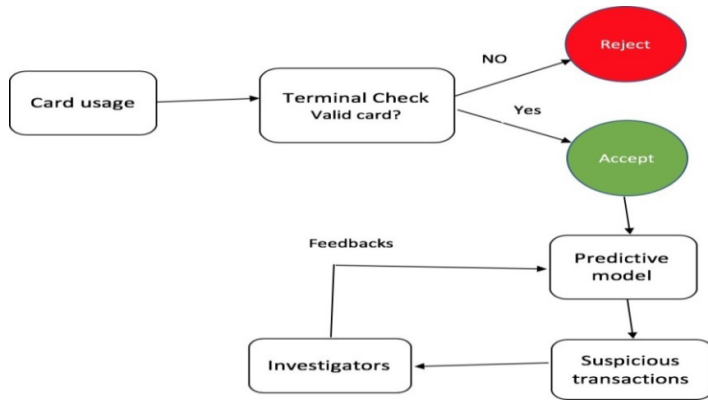 Card usage
Terminal Check
Valid card?
NO
Reject
Yes
Accept
Predictive
model
Feedbacks
Investigators
Suspicious
transactions